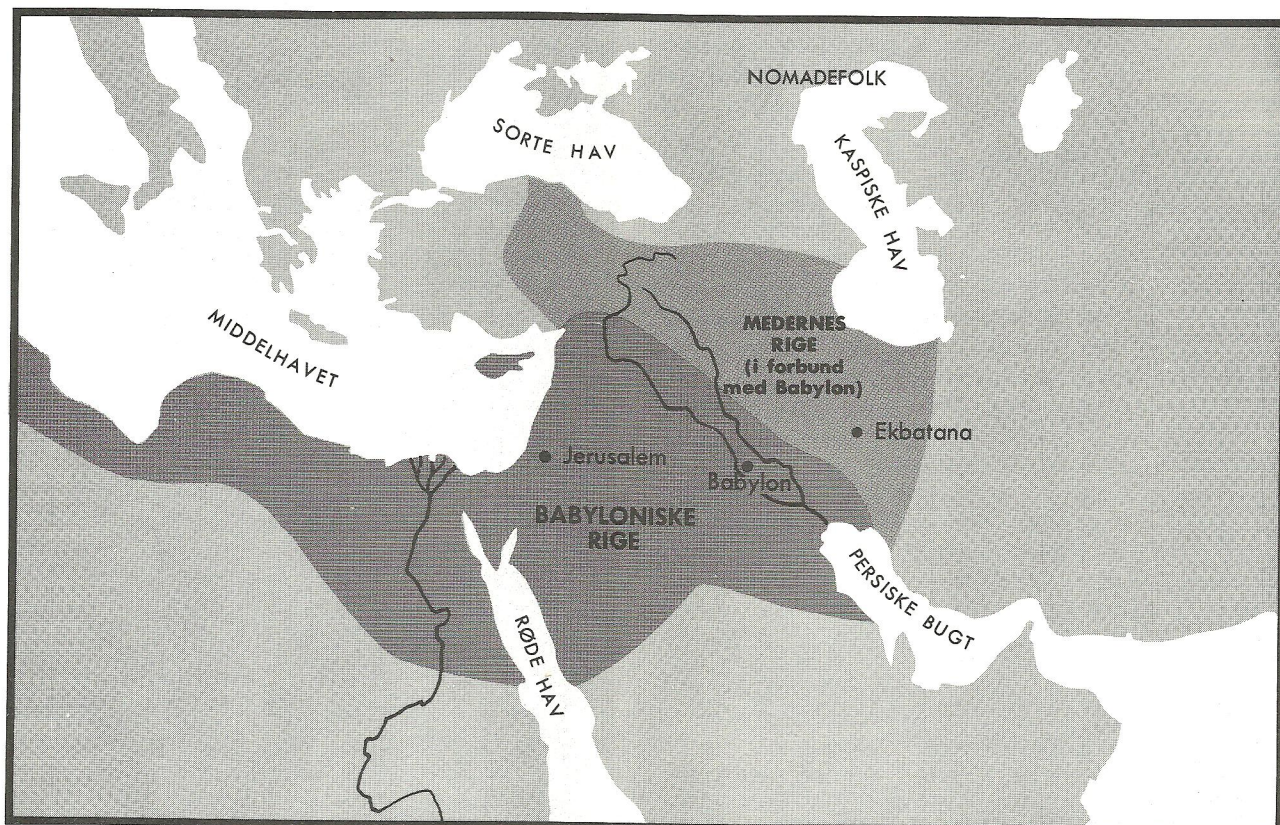 NOMADEFOLK
SORTE HAV
KASPISKE HAV
MIDDELHAVET
MEDERNES
RIGE
(i forbund
med Babylon)
Ekbatana
Jerusalem
Babylon
BABYLONISKE
RIGE
PERSISKE BUGT
RØDE HAV